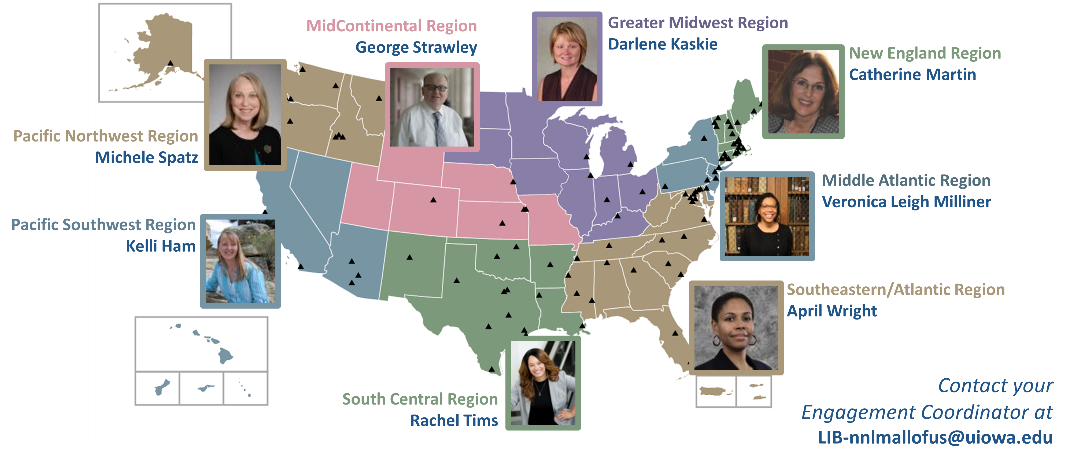 MidContinental Region
George Strawley
Greater Midwest Region
Darlene Kaskie
New England Region
Catherine Martin
Pacific Northwest Region
Michele Spatz
Middle Atlantic Region
Veronica Leigh Milliner
Pacific Southwest Region
Kelli Ham
Southeastern/Atlantic Region
April Wright
South Central Region
Rachel Tims
Contact your
Engagement Coordinator at
LIB-nnlmallofus@uiowa.edu